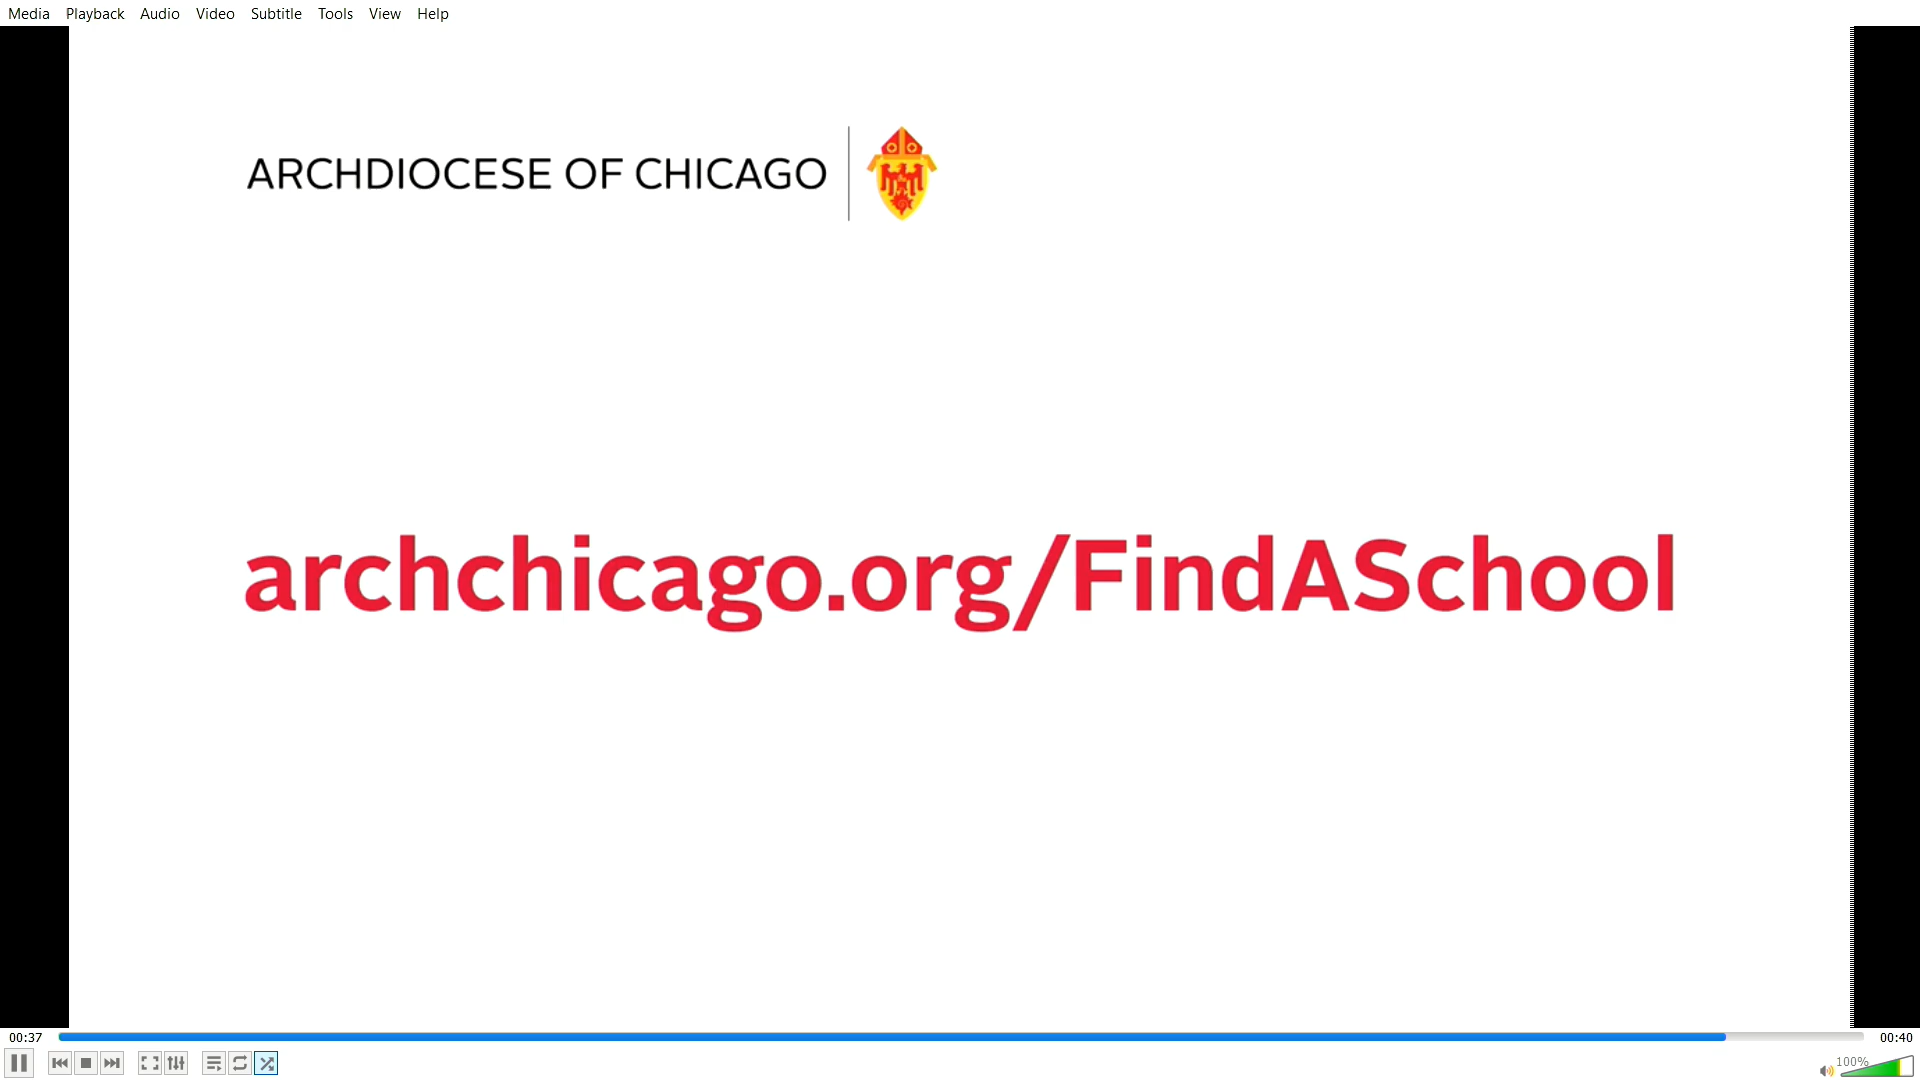 Media Playback Audio Video Subtitle Tools View Help
ARCHDIOCESE OF CHICAGO
archchicago.org/FindASchool
00:37 00:40
100%